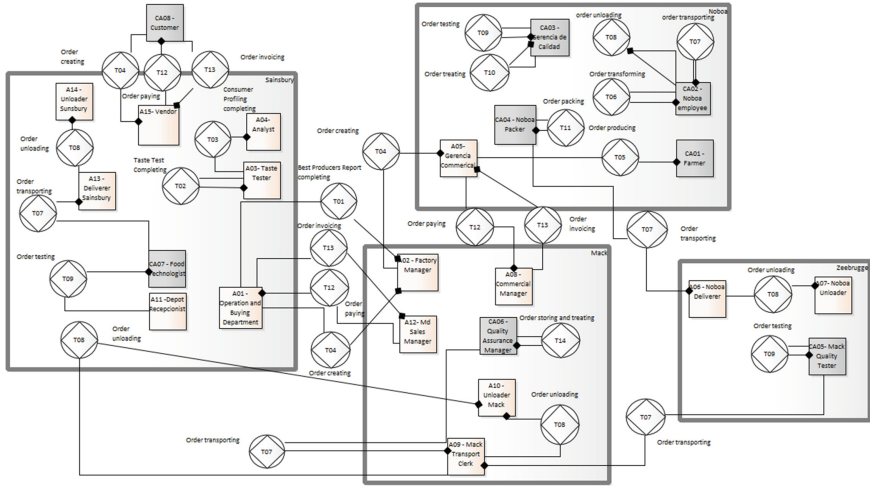 CA08 -
Customer
Order
creating
T04
T12
T13
Order invoicing
Sainsbury
A14 -
Unloader
Sunsbury
Order paying
A15- Vendor
Consumer
Profiling
completing
A04-
Analyst
T03
Order
unloading
T08
Taste Test
Completing
A03- Taste
Tester
T02
A13 -
Deliverer
Sainsbury
Order
transporting
T07
Order testing
T09
CA07 - Food
Technologist
A11 -Depot
Recepcionist
A01 -
Operation and
Buying
Department
T08
Order
unloading
Order creating
T04
Best Producers Report
completing
T01
Order invoicing
T13
T12
Order
paying
T04
Order creating
Noboa
Order testing
T09
CA03 -
Gerencia de
Calidad
Order treating
T10
order unloading
T08
order transporting
T07
Order transforming
T06
CA02 -
Noboa
employee
CA04 - Noboa
Packer
Order packing
T11
Order producing
T05
CA01 -
Farmer
A05-
Gerencia
Commerical
Order paying
T12
T13
Order
invoicing
T07
Order
transporting
Mack
A02 - Factory
Manager
A08 -
Commercial
Manager
A12- Md
Sales
Manager
CA06 -
Quality
Assurance
Manager
Order storing and treating
T14
A10 -
Unloader
Mack
Order unloading
T08
A09 - Mack
Transport
Clerk
Order transporting
T07
T07
Order transporting
Zeebrugge
A06 - Noboa
Deliverer
Order unloading
T08
A07- Noboa
Unloader
Order testing
T09
CA05- Mack
Quality
Tester